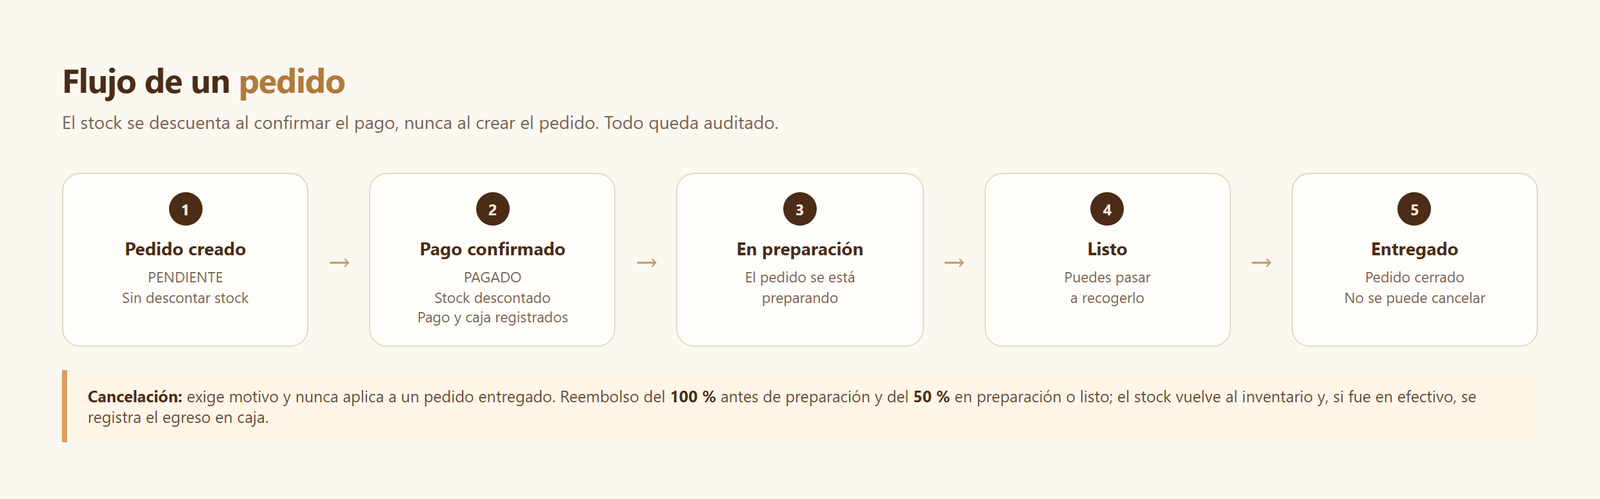 Flujo de un pedido
El stock se descuenta al confirmar el pago, nunca al crear el pedido. Todo queda auditado.
1
Pedido creado
PENDIENTE
Sin descontar stock
→
2
Pago confirmado
PAGADO
Stock descontado
Pago y caja registrados
→
3
En preparación
El pedido se está
preparando
→
4
Listo
Puedes pasar
a recogerlo
→
5
Entregado
Pedido cerrado
No se puede cancelar
Cancelación: exige motivo y nunca aplica a un pedido entregado. Reembolso del 100 % antes de preparación y del 50 % en preparación o listo; el stock vuelve al inventario y, si fue en efectivo, se
registra el egreso en caja.